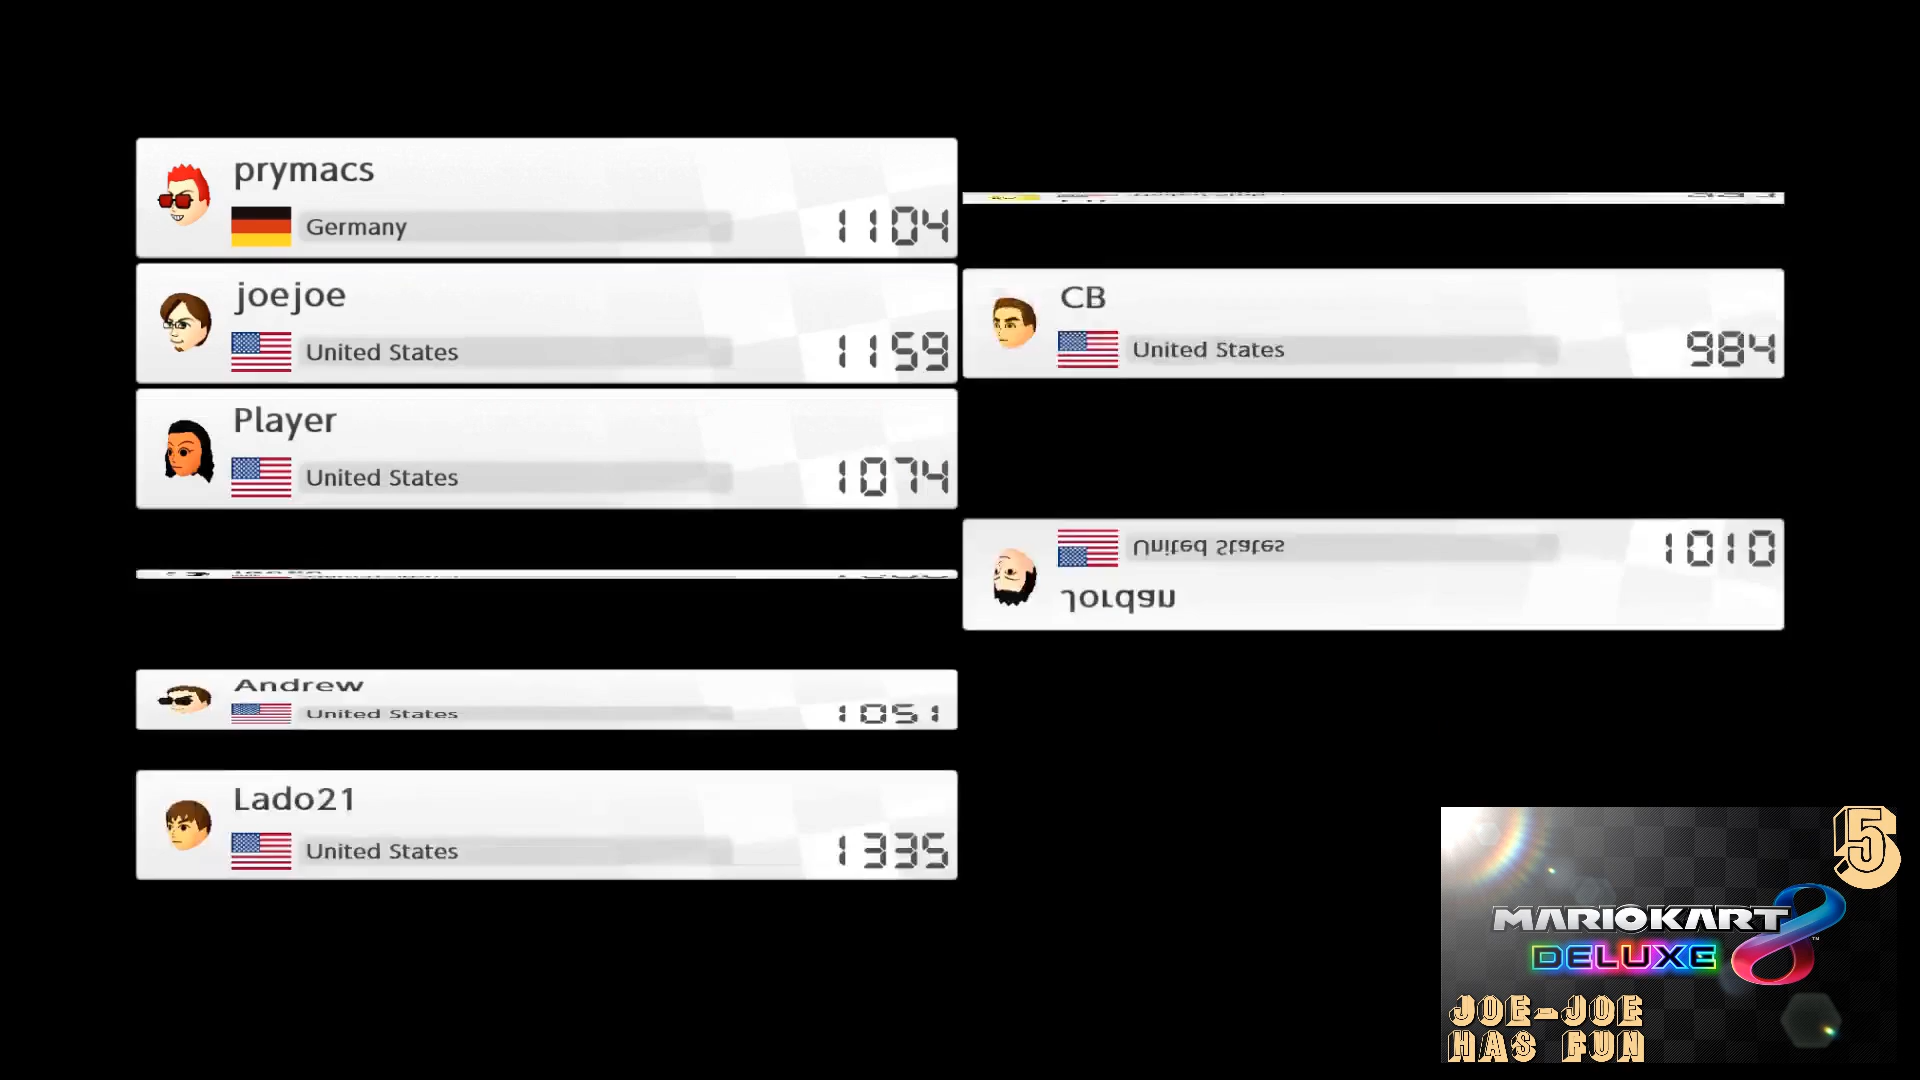 prymacs
Germany
1104
joejoe
United States
1159
Player
United States
1074
Andrew
United States
1051
Lado21
United States
1335
CB
United States
984
United States
1010
Jordan
5
MARIOKART 8
DELUXE
JOE-JOE
HAS FUN